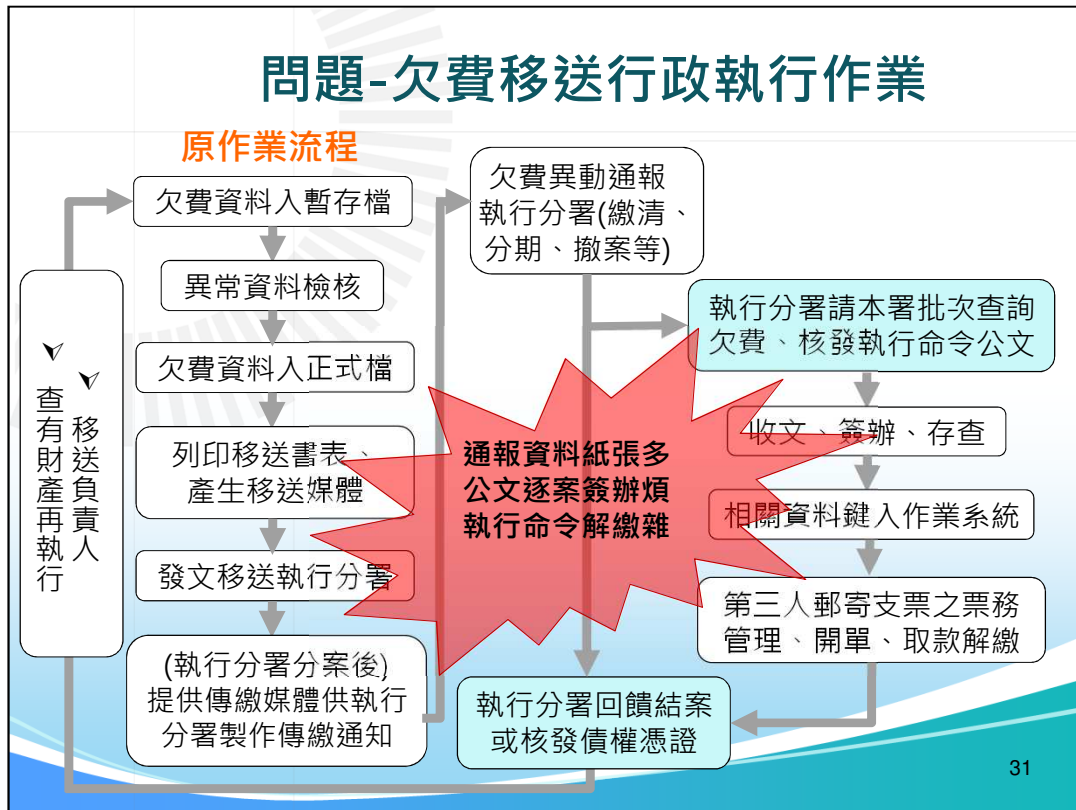 問題-欠費移送行政執行作業
原作業流程
欠費資料入暫存檔
異常資料檢核
欠費資料入正式檔
列印移送書表、
產生移送媒體
發文移送執行分署
(執行分署分案後)
提供傳繳媒體供執行
分署製作傳繳通知
移送負責人
查有財產再執行
欠費異動通報
執行分署(繳清、
分期、撤案等)
執行分署請本署批次查詢
欠費、核發執行命令公文
收文、簽辦、存查
相關資料鍵入作業系統
第三人郵寄支票之票務
管理、開單、取款解繳
執行分署回饋結案
或核發債權憑證
通報資料紙張多
公文逐案簽辦煩
執行命令解繳雜
31